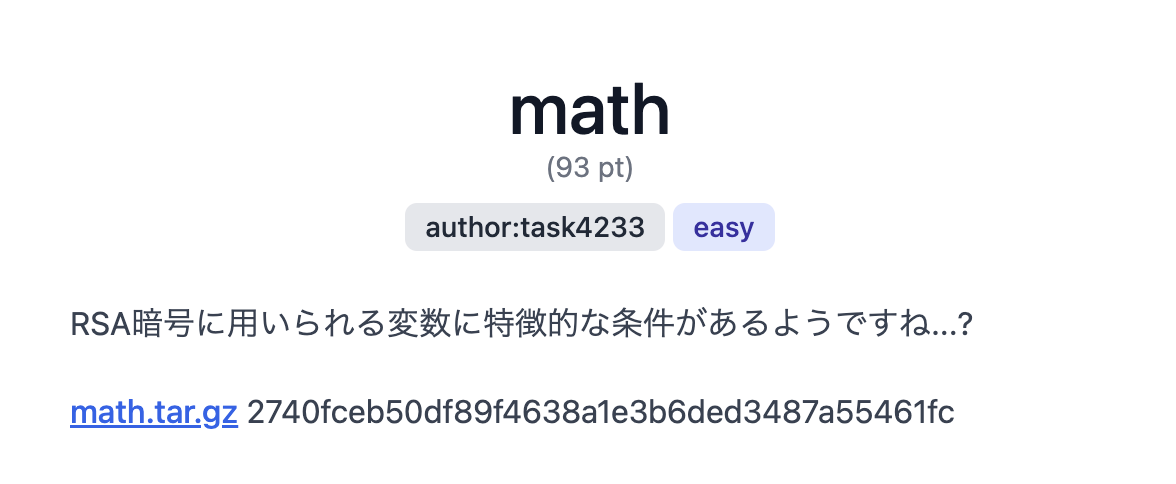 math
(93 pt)
author:task4233 easy
RSA暗号に用いられる変数に特徴的な条件があるようですね...?
math.tar.gz 2740fceb50df89f4638a1e3b6ded3487a55461fc